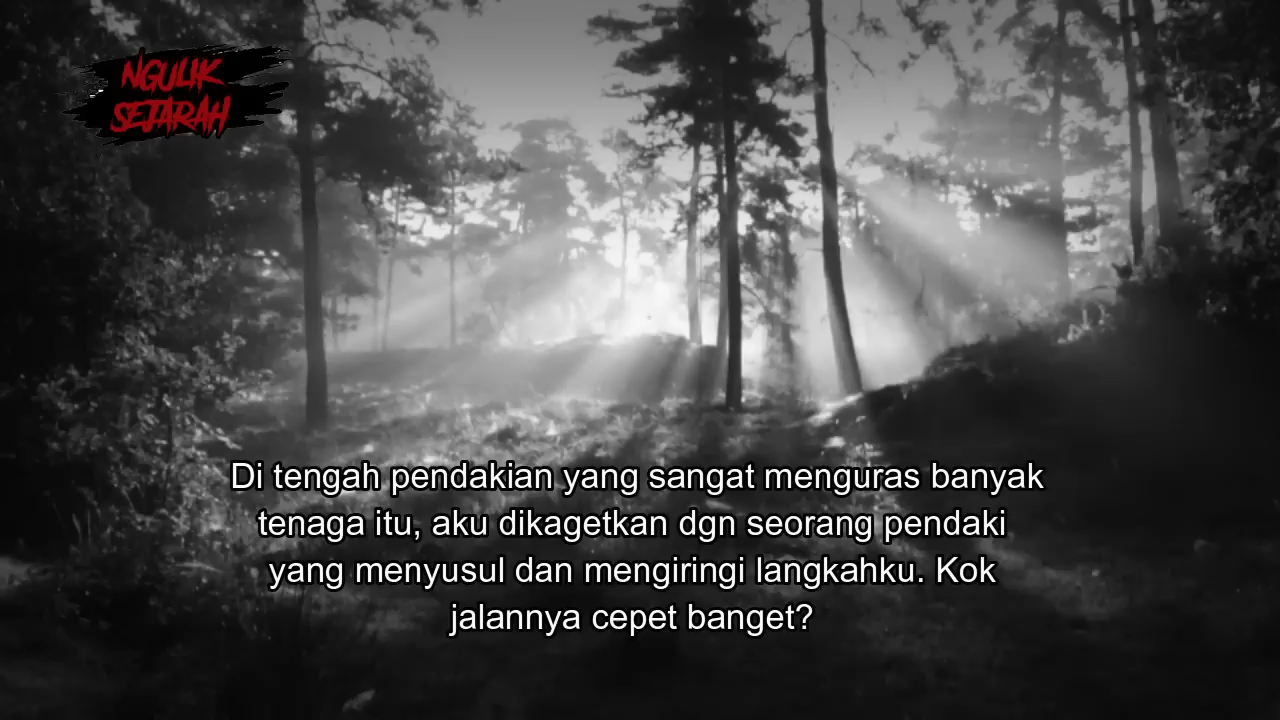 NGULIK
SEJARAH
Di tengah pendakian yang sangat menguras banyak
tenaga itu, aku dikagetkan dgn seorang pendaki
yang menyusul dan mengiringi langkahku. Kok
jalannya cepet banget?